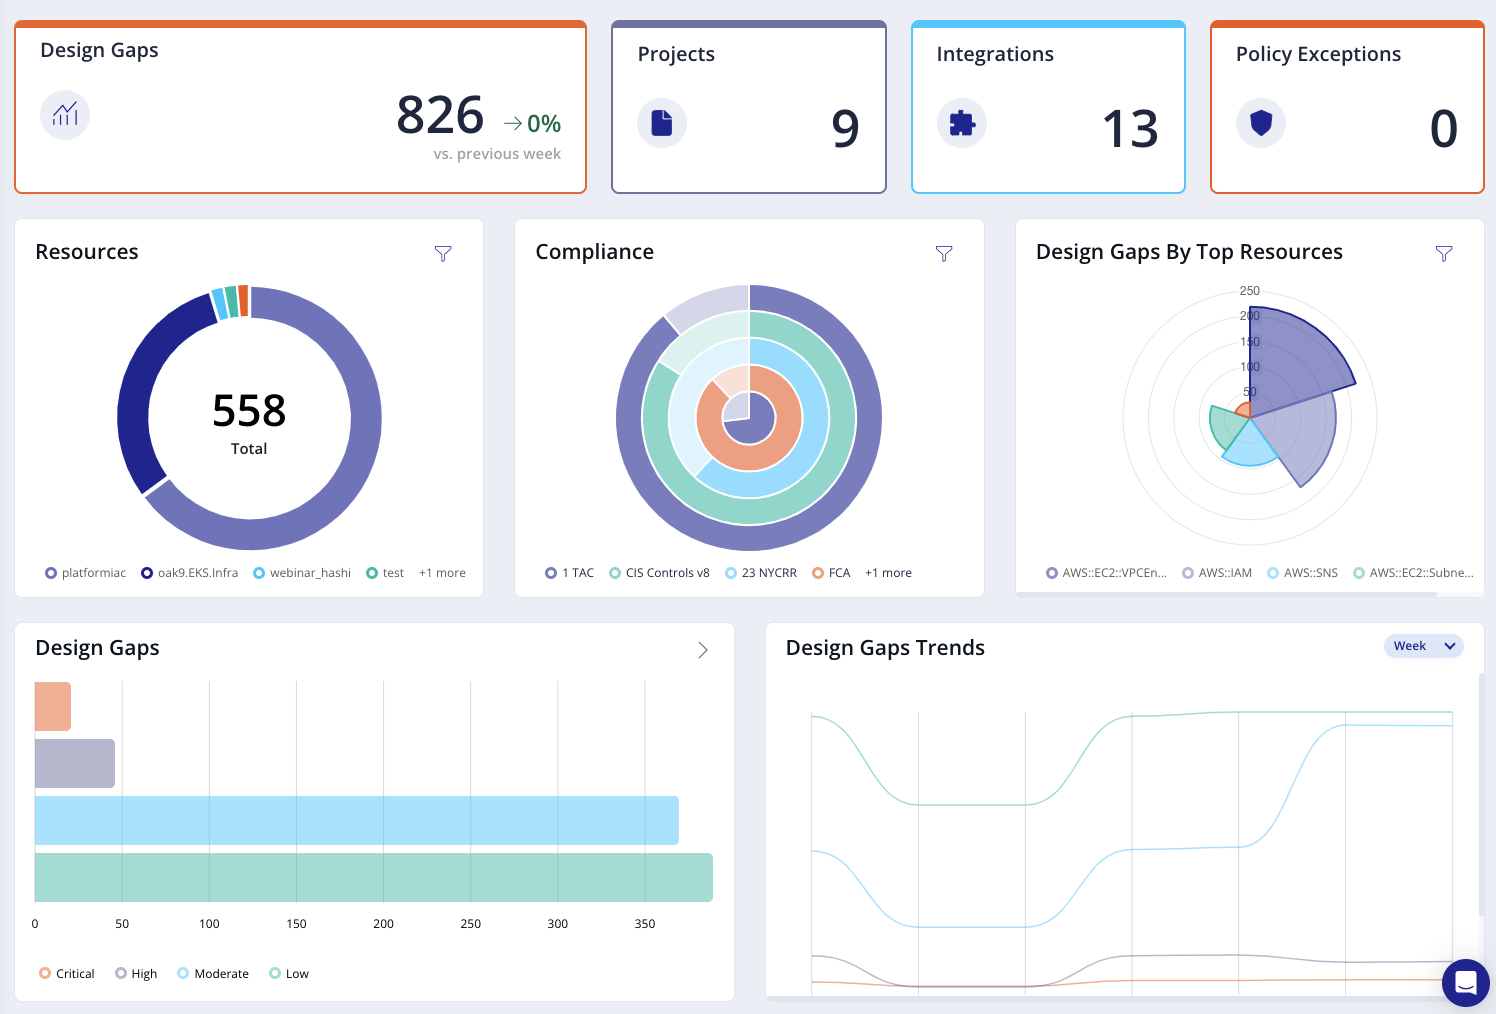 Design Gaps
826 → 0%
vs. previous week
Projects
9
Integrations
13
Policy Exceptions
0
Resources
558
Total
platformiac oak9.EKS.Infra webinar_hashi test +1 more
Compliance
1 TAC CIS Controls v8 23 NYCRR FCA +1 more
Design Gaps By Top Resources
250
200
150
100
50
AWS::EC2::VPCEn... AWS::IAM AWS::SNS AWS::EC2::Subne...
Design Gaps
0 50 100 150 200 250 300 350
Critical High Moderate Low
Design Gaps Trends
Week